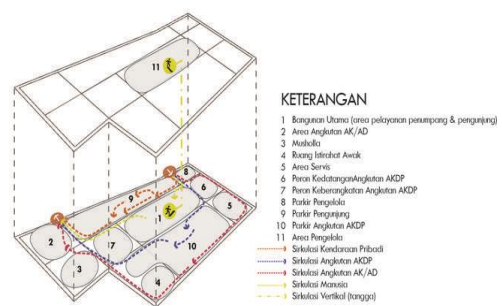 11
KETERANGAN
1 Bangunan Utama (area pelayanan penumpang & pengunjung)
2 Area Angkutan AK/AD
3 Musholla
4 Ruang Istirahat Awak
5 Area Servis
6 Peron KedatanganAngkutan AKDP
7 Peron Keberangkatan Angkutan AKDP
8 Parkir Pengelola
9 Parkir Pengunjung
10 Parkir Angkutan AKDP
11 Area Pengelola
Sirkulasi Kendaraan Pribadi
Sirkulasi Angkutan AKDP
Sirkulasi Angkutan AK/AD
Sirkulasi Manusia
Sirkulasi Vertikal (tangga)
8
9
6
5
1
2
7
10
3
4